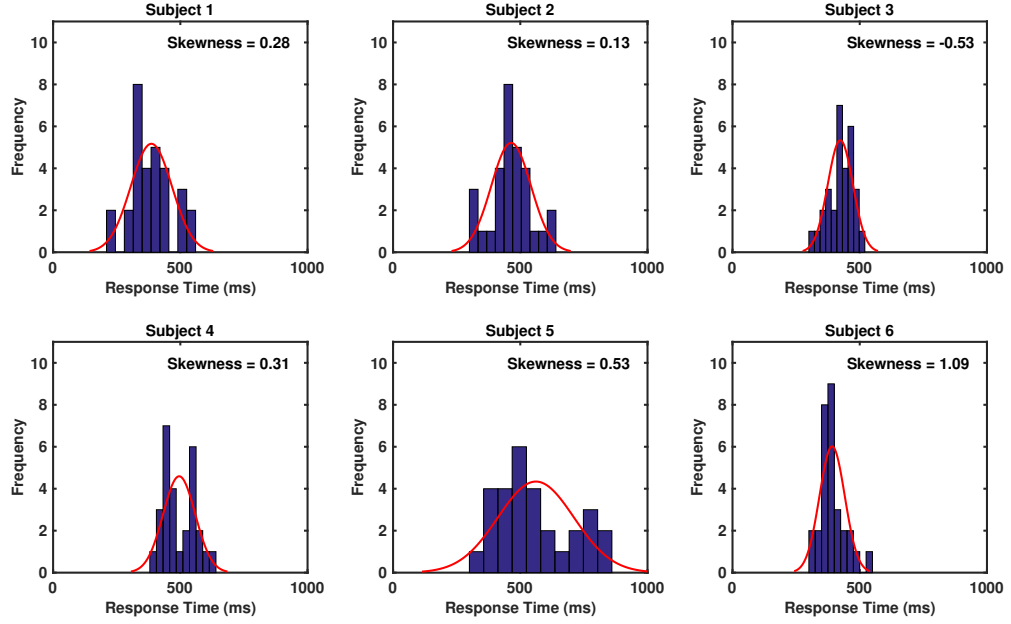 Subject 1
Skewness = 0.28
10
8
6
4
2
0
Frequency
0 500 1000
Response Time (ms)
Subject 2
Skewness = 0.13
10
8
6
4
2
0
Frequency
0 500 1000
Response Time (ms)
Subject 3
Skewness = -0.53
10
8
6
4
2
0
Frequency
0 500 1000
Response Time (ms)
Subject 4
Skewness = 0.31
10
8
6
4
2
0
Frequency
0 500 1000
Response Time (ms)
Subject 5
Skewness = 0.53
10
8
6
4
2
0
Frequency
0 500 1000
Response Time (ms)
Subject 6
Skewness = 1.09
10
8
6
4
2
0
Frequency
0 500 1000
Response Time (ms)